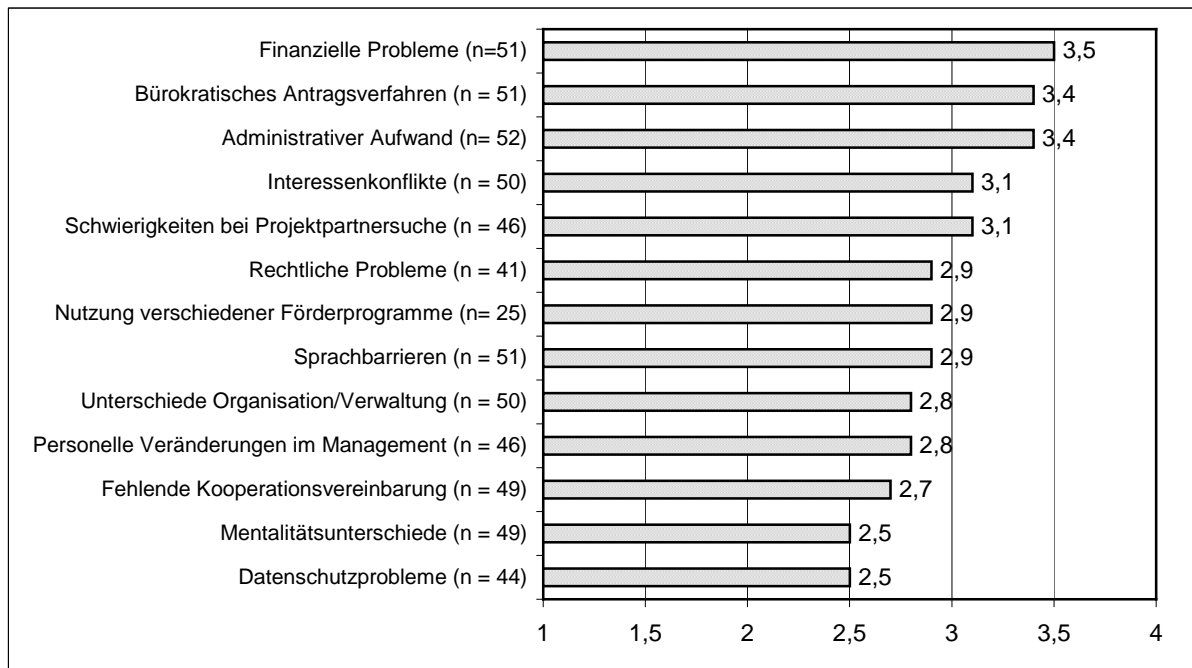 Finanzielle Probleme (n=51) 3,5
Bürokratisches Antragsverfahren (n = 51) 3,4
Administrativer Aufwand (n= 52) 3,4
Interessenkonflikte (n = 50) 3,1
Schwierigkeiten bei Projektpartnersuche (n = 46) 3,1
Rechtliche Probleme (n = 41) 2,9
Nutzung verschiedener Förderprogramme (n= 25) 2,9
Sprachbarrieren (n = 51) 2,9
Unterschiede Organisation/Verwaltung (n = 50) 2,8
Personelle Veränderungen im Management (n = 46) 2,8
Fehlende Kooperationsvereinbarung (n = 49) 2,7
Mentalitätsunterschiede (n = 49) 2,5
Datenschutzprobleme (n = 44) 2,5
1 1,5 2 2,5 3 3,5 4